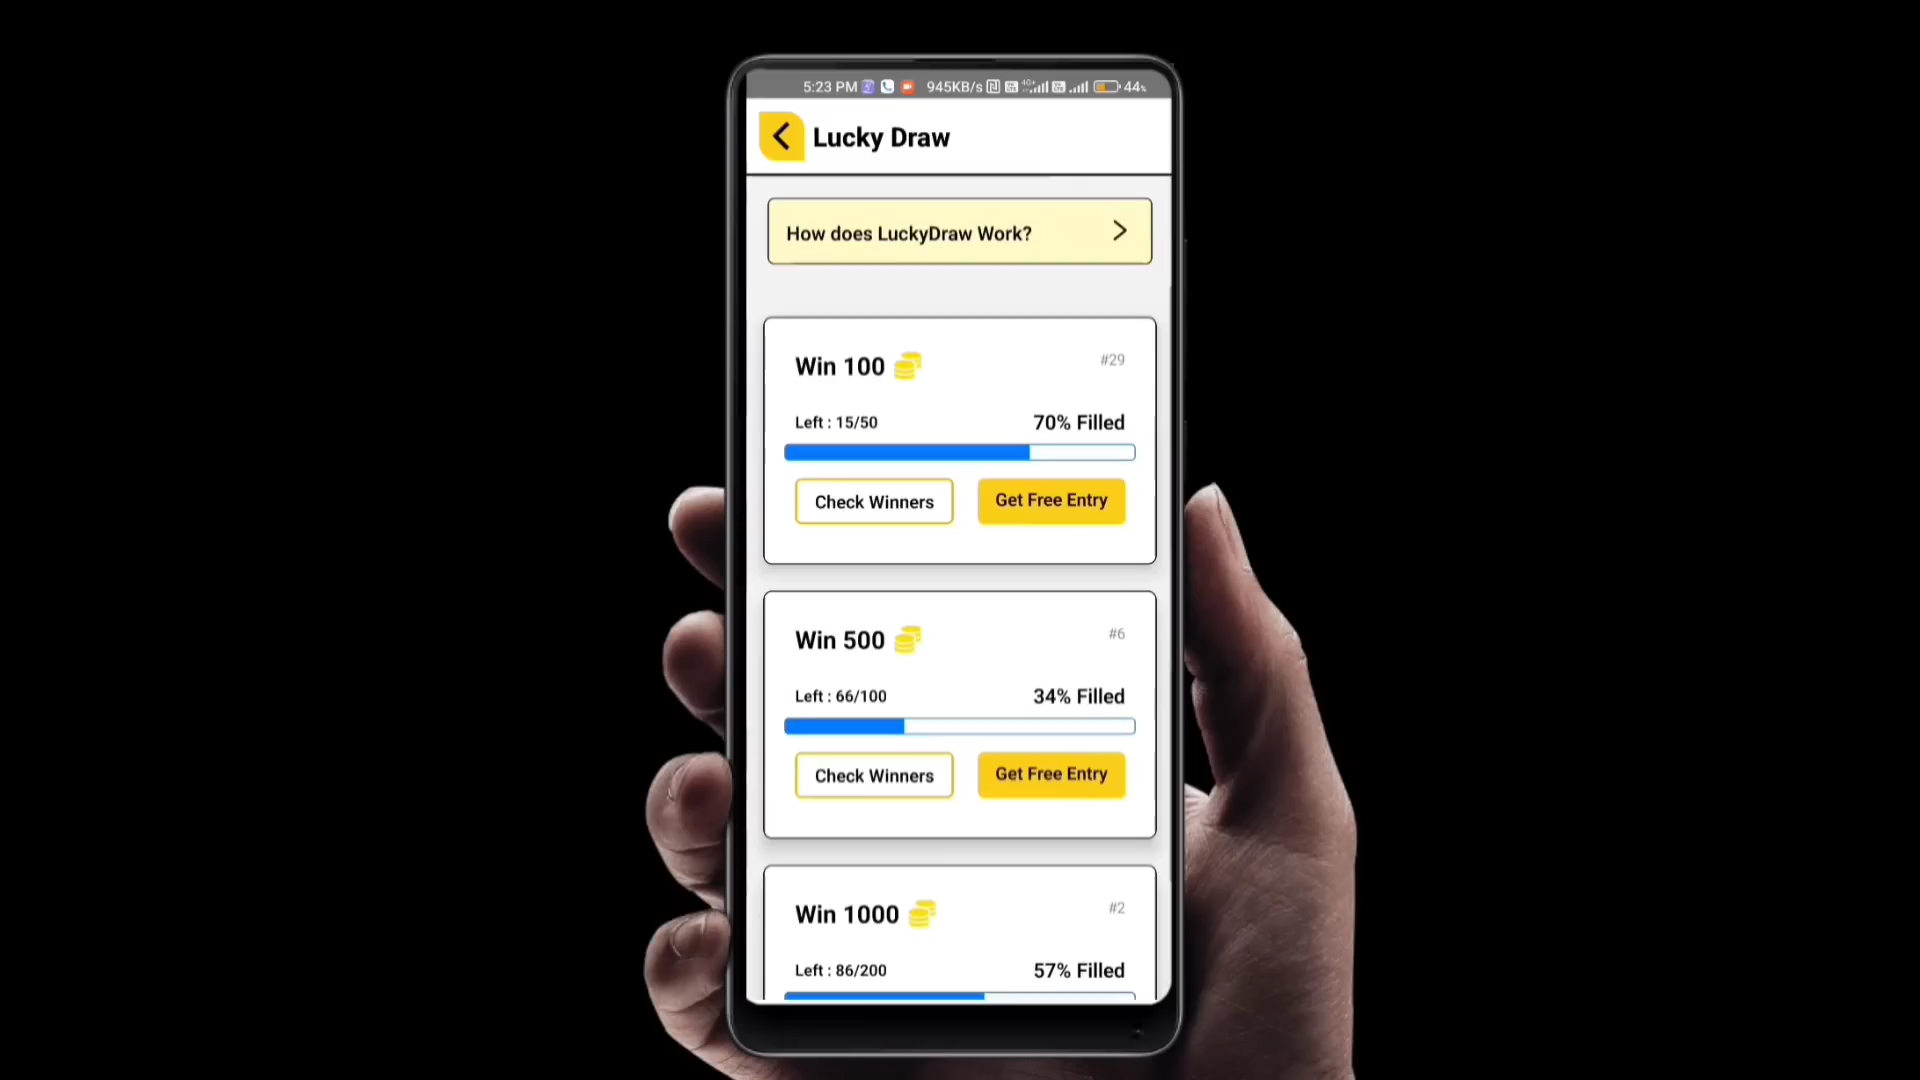 5:23 PM 945KB/s 4G+ 44%
Lucky Draw
How does LuckyDraw Work?
Win 100 #29
Left : 15/50 70% Filled
Check Winners Get Free Entry
Win 500 #6
Left : 66/100 34% Filled
Check Winners Get Free Entry
Win 1000 #2
Left : 86/200 57% Filled